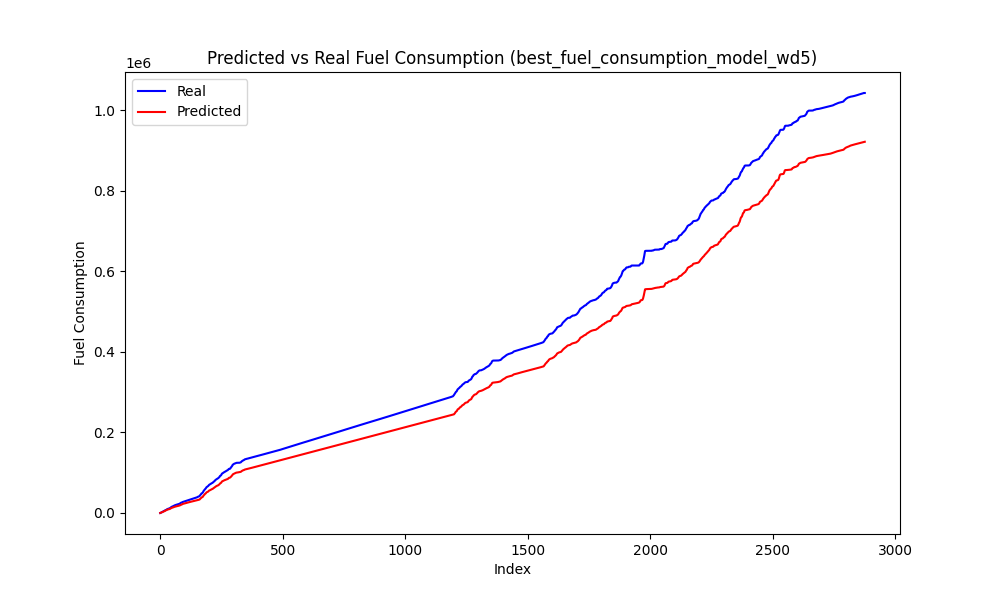 Predicted vs Real Fuel Consumption (best_fuel_consumption_model_wd5)
1e6
Real
Predicted
1.0
0.8
0.6
0.4
0.2
0.0
Fuel Consumption
0 500 1000 1500 2000 2500 3000
Index